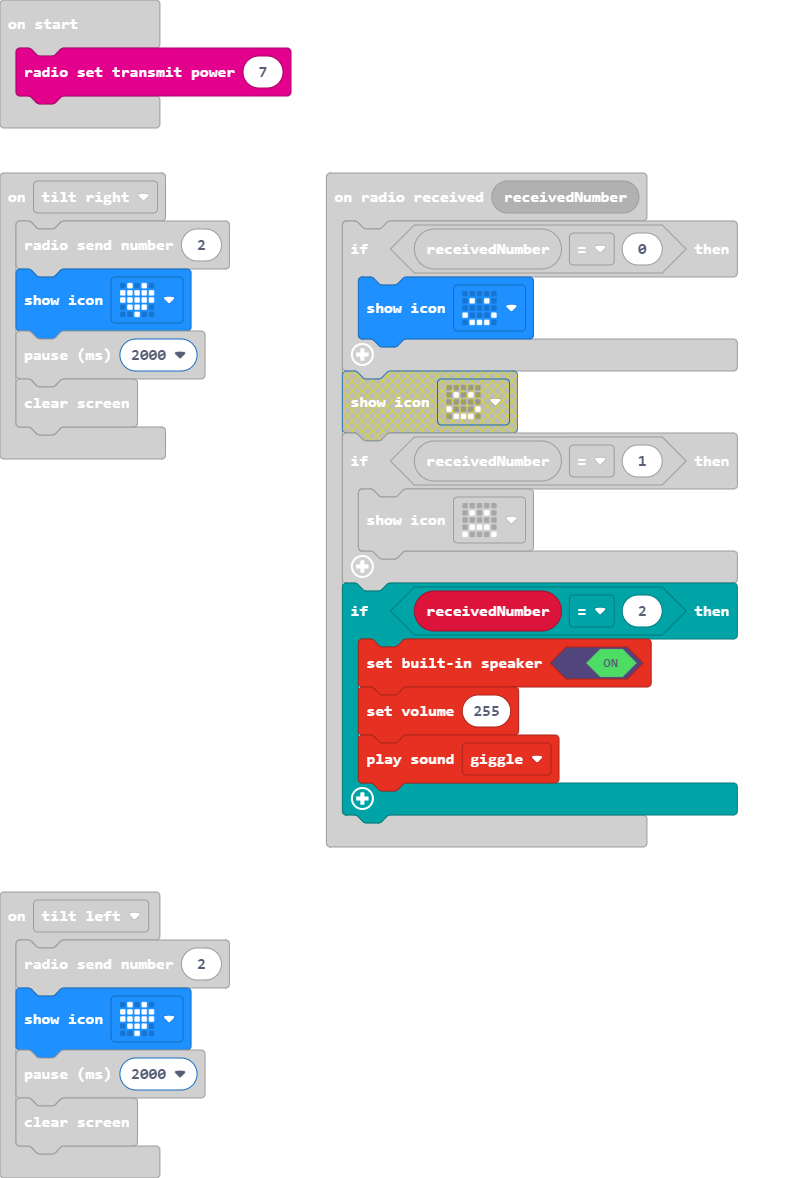 on start
radio set transmit power 7
on tilt right
radio send number 2
show icon
pause (ms) 2000
clear screen
on radio received receivedNumber
if receivedNumber = 0 then
show icon
show icon
if receivedNumber = 1 then
show icon
if receivedNumber = 2 then
set built-in speaker ON
set volume 255
play sound giggle
on tilt left
radio send number 2
show icon
pause (ms) 2000
clear screen